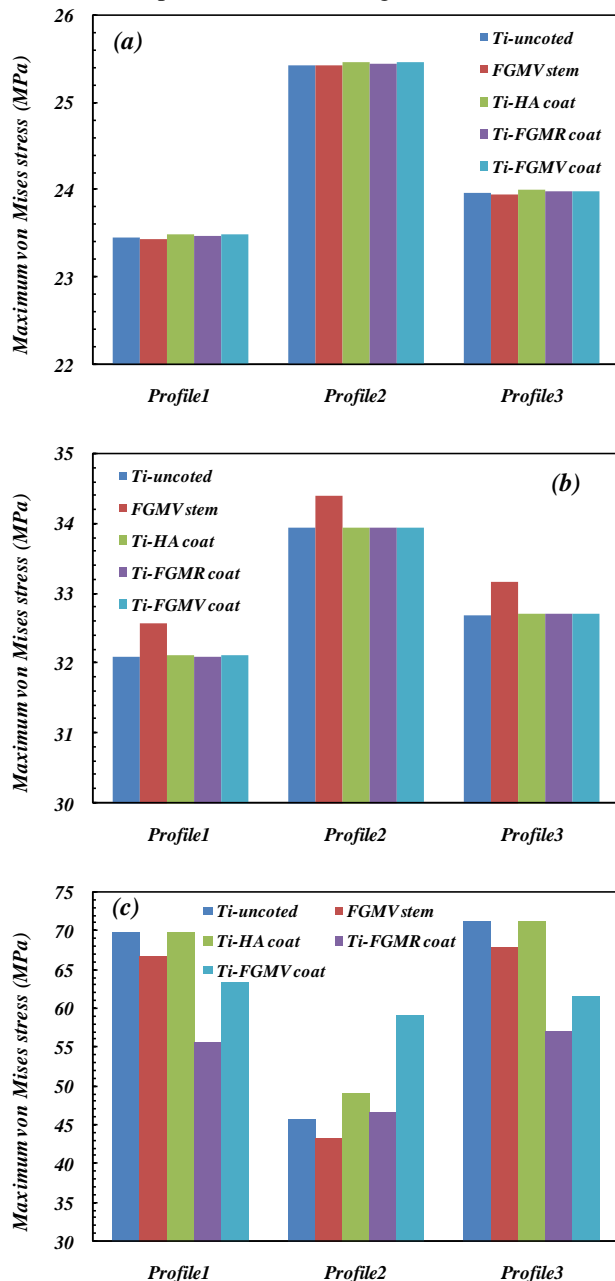 (a)
Maximum von Mises stress (MPa)
26
25
24
23
22
Ti-uncoted
FGMV stem
Ti-HA coat
Ti-FGMR coat
Ti-FGMV coat
Profile1 Profile2 Profile3
(b)
Maximum von Mises stress (MPa)
35
34
33
32
31
30
Ti-uncoted
FGMV stem
Ti-HA coat
Ti-FGMR coat
Ti-FGMV coat
Profile1 Profile2 Profile3
(c)
Maximum von Mises stress (MPa)
75
70
65
60
55
50
45
40
35
30
Ti-uncoted FGMV stem
Ti-HA coat Ti-FGMR coat
Ti-FGMV coat
Profile1 Profile2 Profile3